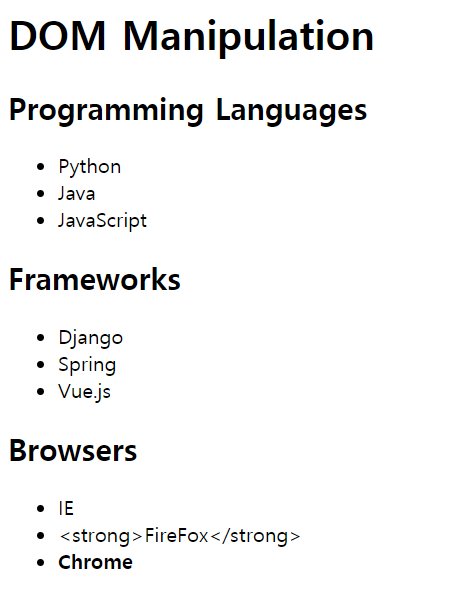 DOM Manipulation
Programming Languages
Python
Java
JavaScript
Frameworks
Django
Spring
Vue.js
Browsers
IE
<strong>FireFox</strong>
Chrome